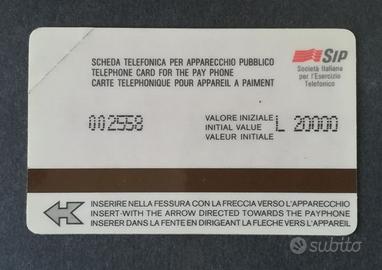 SCHEDA TELEFONICA PER APPARECCHIO PUBBLICO
TELEPHONE CARD FOR THE PAY PHONE
CARTE TELEPHONIQUE POUR APPAREIL A PAIMENT
SIP
Società Italiana
per l'Esercizio
Telefonico
002558
VALORE INIZIALE
INITIAL VALUE L 20000
VALEUR INITIALE
INSERIRE NELLA FESSURA CON LA FRECCIA VERSO L'APPARECCHIO
INSERT-WITH THE ARROW DIRECTED TOWARDS THE PAYPHONE
INSERER DANS LA FENTE EN DIRIGEANT LA FLECHE VERS L'APPAREIL
subito